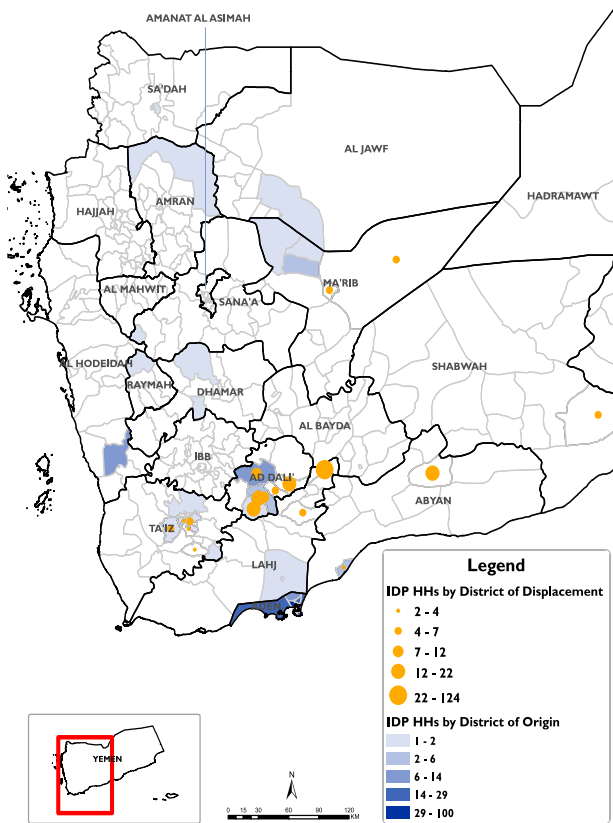 AMANAT AL ASIMAH
SA'DAH
AL JAWF
HADRAMAWT
AMRAN
HAJJAH
MA'RIB
AL MAHWIT
SANA'A
AL HODEIDAH
SHABWAH
RAYMAH
DHAMAR
AL BAYDA
IBB
AD DALI'
ABYAN
TA'IZ
LAHJ
ADEN
Legend
IDP HHs by District of Displacement
2 - 4
4 - 7
7 - 12
12 - 22
22 - 124
IDP HHs by District of Origin
1 - 2
2 - 6
6 - 14
14 - 29
29 - 100
YEMEN
N
0 15 30 60 90 120
KM